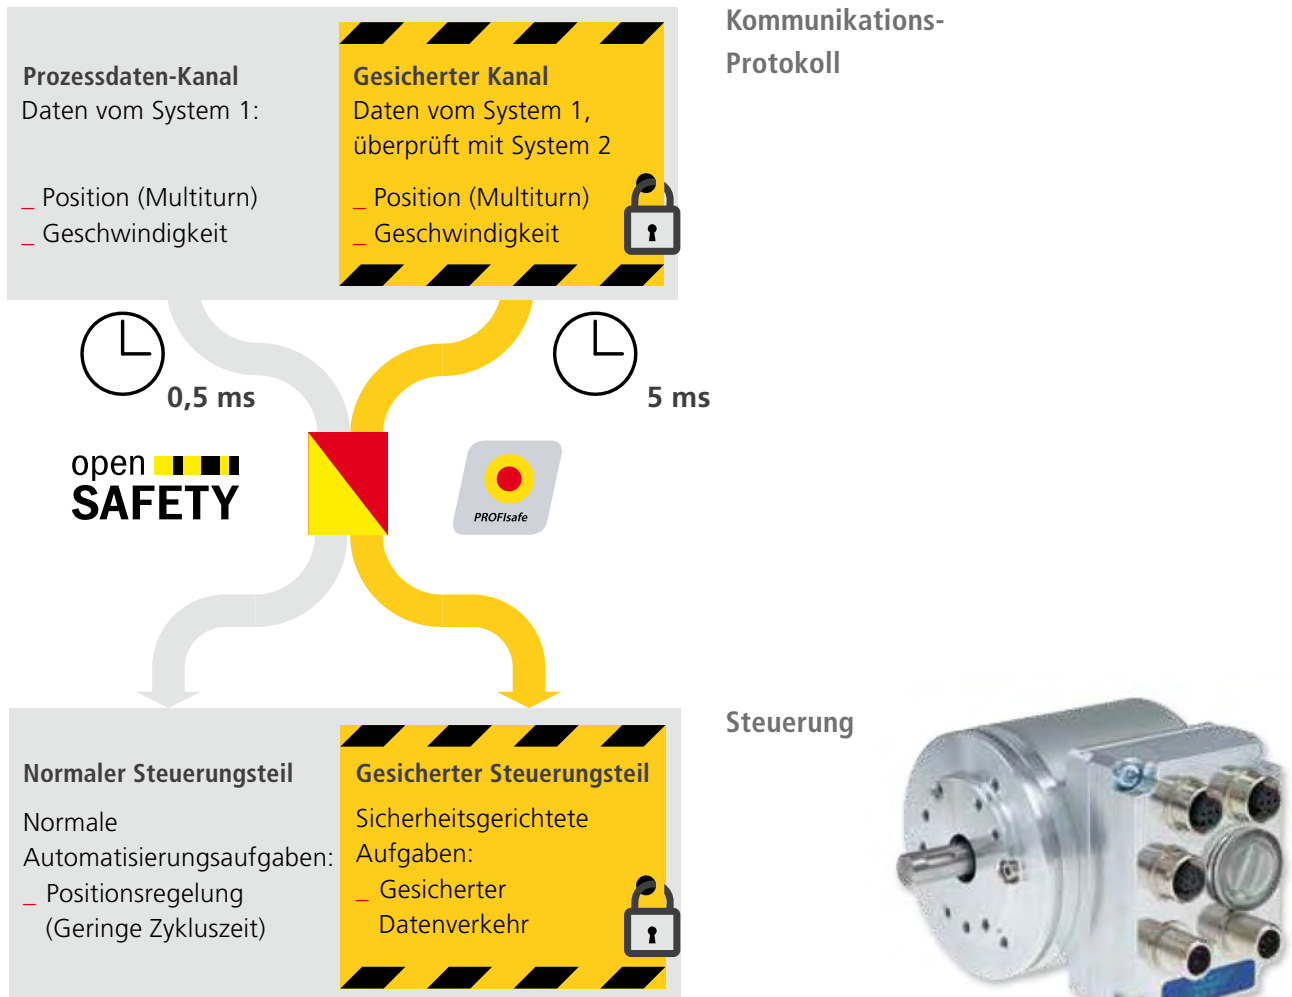 Kommunikations-
Protokoll
Prozessdaten-Kanal
Daten vom System 1:
_ Position (Multiturn)
_ Geschwindigkeit
Gesicherter Kanal
Daten vom System 1,
überprüft mit System 2
_ Position (Multiturn)
_ Geschwindigkeit
0,5 ms
5 ms
open
SAFETY
PROFIsafe
Steuerung
Normaler Steuerungsteil
Normale
Automatisierungsaufgaben:
_ Positionsregelung
(Geringe Zykluszeit)
Gesicherter Steuerungsteil
Sicherheitsgerichtete
Aufgaben:
_ Gesicherter
Datenverkehr